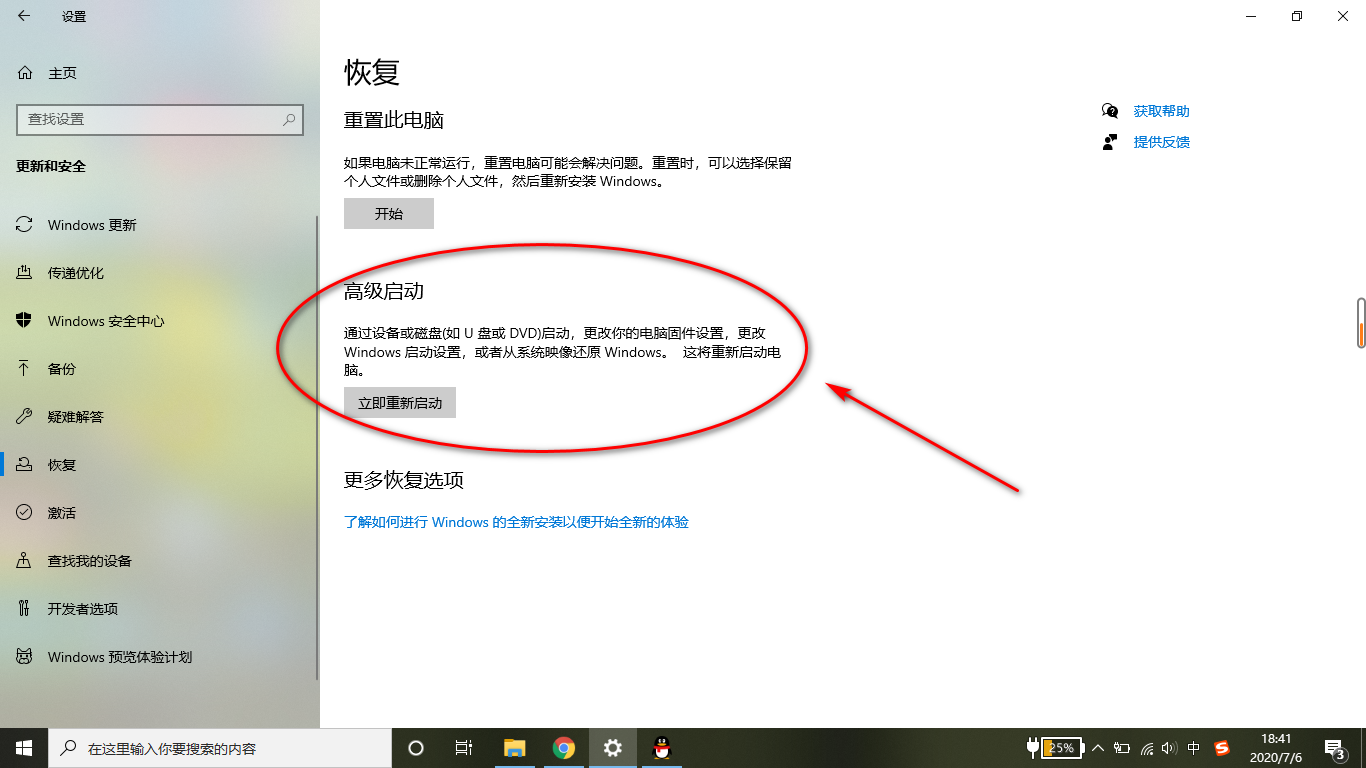 设置
主页
查找设置
更新和安全
Windows 更新
传递优化
Windows 安全中心
备份
疑难解答
恢复
激活
查找我的设备
开发者选项
Windows 预览体验计划
恢复
重置此电脑
如果电脑未正常运行，重置电脑可能会解决问题。重置时，可以选择保留
个人文件或删除个人文件，然后重新安装 Windows。
开始
高级启动
通过设备或磁盘(如 U 盘或 DVD)启动，更改你的电脑固件设置，更改
Windows 启动设置，或者从系统映像还原 Windows。 这将重新启动电
脑。
立即重新启动
更多恢复选项
了解如何进行 Windows 的全新安装以便开始全新的体验
获取帮助
提供反馈
在这里输入你要搜索的内容
25%
中
S
18:41
2020/7/6
3